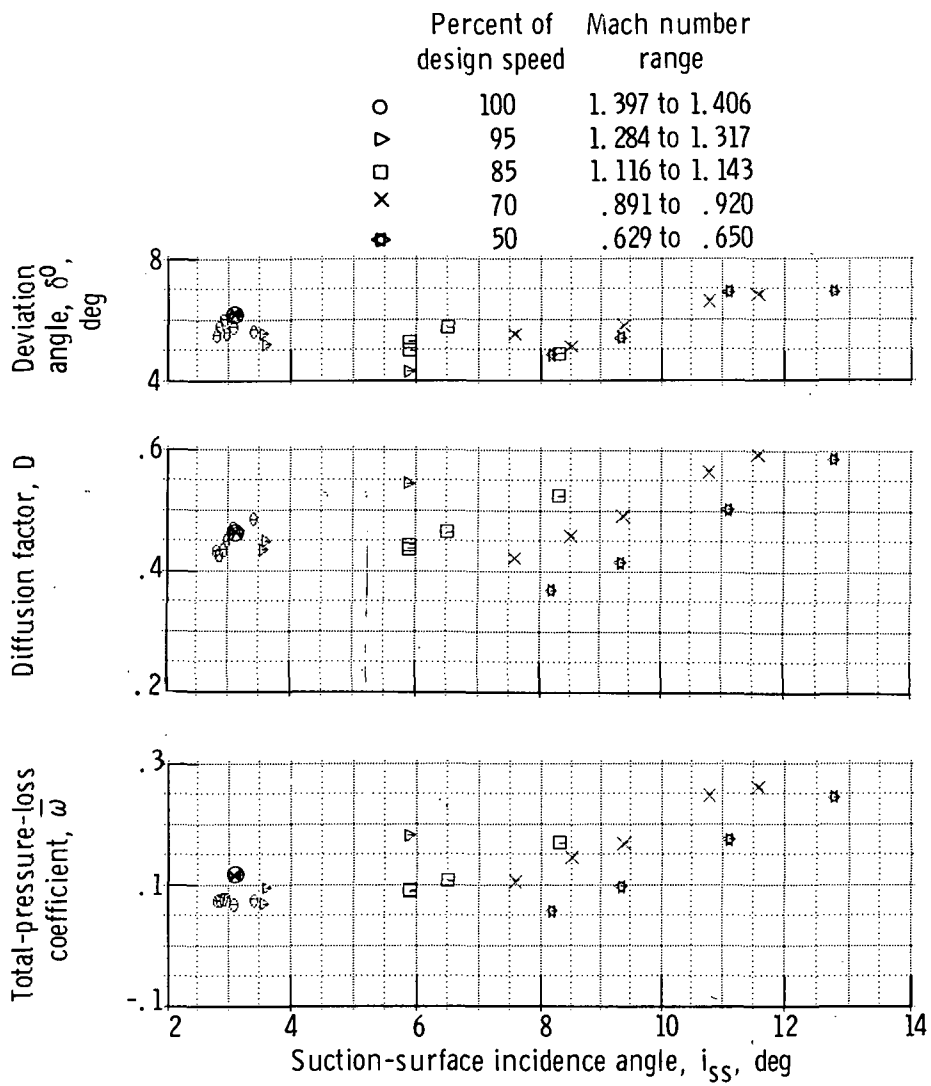 Percent of design speed
Mach number range
100 1.397 to 1.406
95 1.284 to 1.317
85 1.116 to 1.143
70 .891 to .920
50 .629 to .650
Deviation angle, δ°, deg
8
4
Diffusion factor, D
.6
.4
.2
Total-pressure-loss coefficient, ω̅
.3
.1
-.1
2 4 6 8 10 12 14
Suction-surface incidence angle, iss, deg